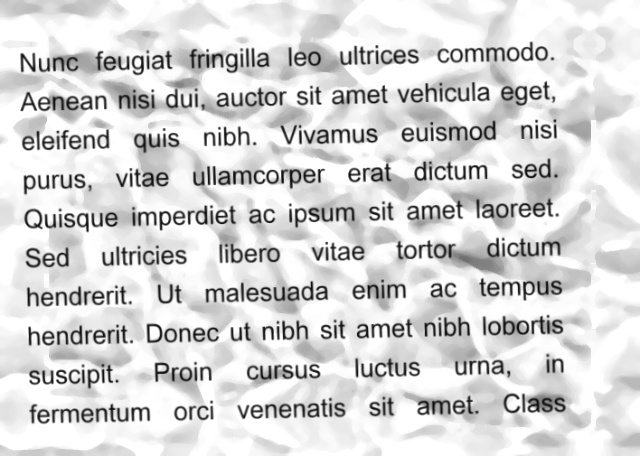 Nunc feugiat fringilla leo ultrices commodo.
Aenean nisi dui, auctor sit amet vehicula eget,
eleifend quis nibh. Vivamus euismod nisi
purus, vitae ullamcorper erat dictum sed.
Quisque imperdiet ac ipsum sit amet laoreet.
Sed ultricies libero vitae tortor dictum
hendrerit. Ut malesuada enim ac tempus
hendrerit. Donec ut nibh sit amet nibh lobortis
suscipit. Proin cursus luctus urna, in
fermentum orci venenatis sit amet. Class